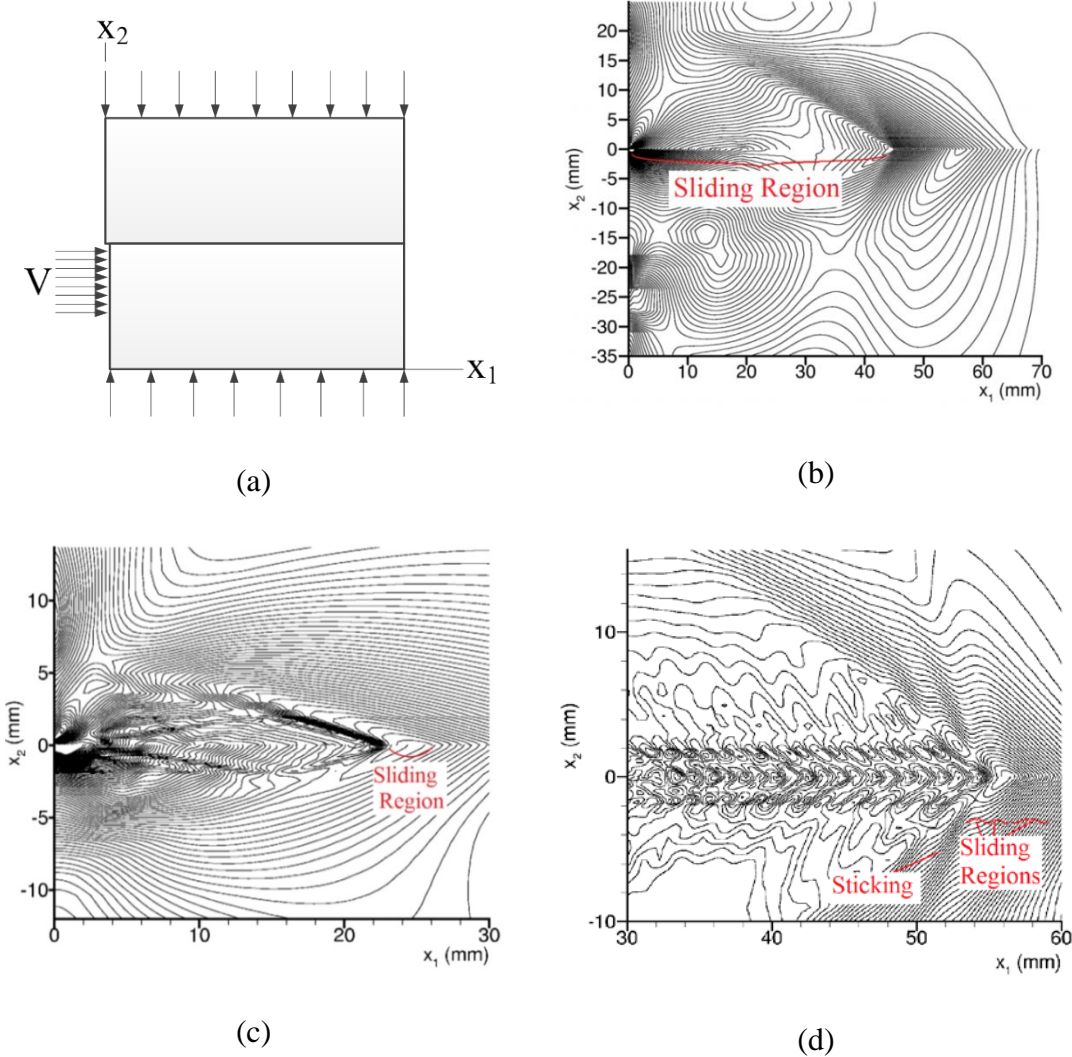 x2
V
x1
(a)
20
15
10
5
0
-5
-10
-15
-20
-25
-30
-35
x2 (mm)
Sliding Region
0 10 20 30 40 50 60 70
x1 (mm)
(b)
10
5
0
-5
-10
x2 (mm)
Sliding
Region
0 10 20 30
x1 (mm)
(c)
10
0
-10
x2 (mm)
Sticking
Sliding
Regions
30 40 50 60
x1 (mm)
(d)